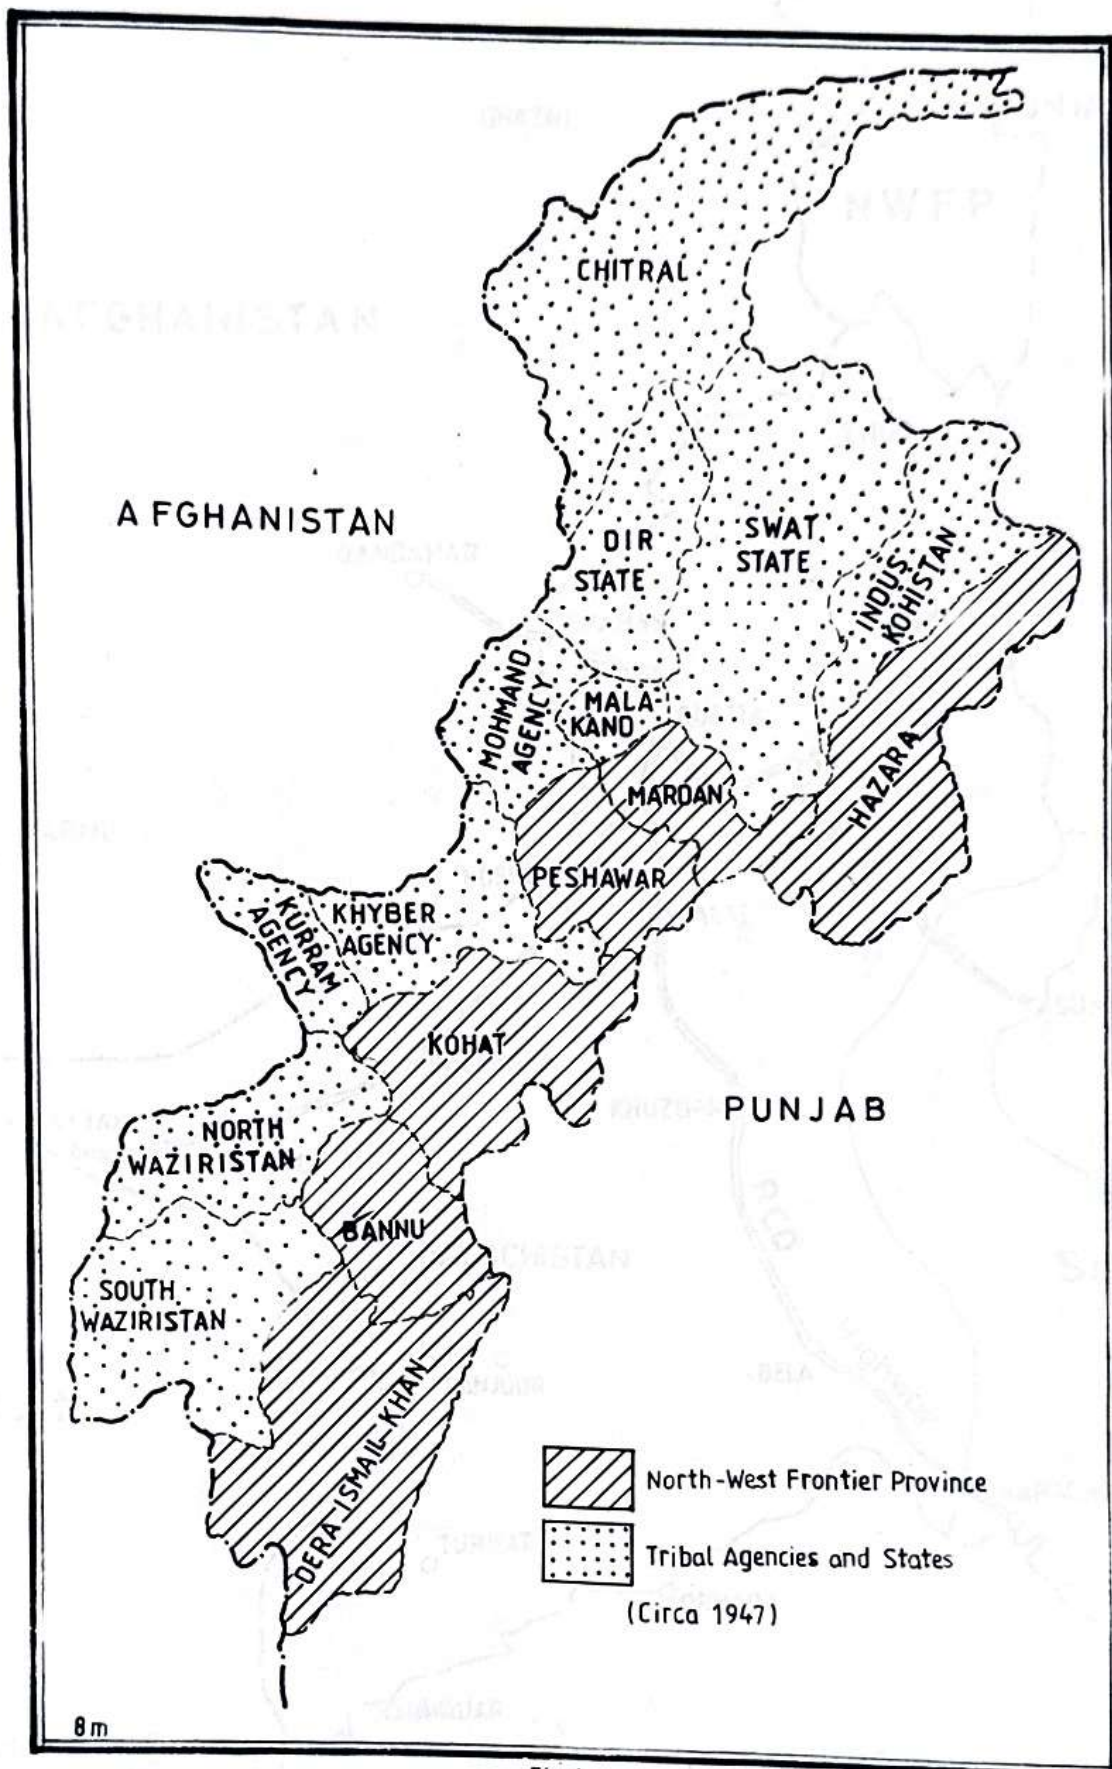 CHITRAL
AFGHANISTAN
DIR
STATE
SWAT
STATE
INDUS
KOHISTAN
MOHMAND
AGENCY
MALA
KAND
MARDAN
HAZARA
PESHAWAR
KHYBER
AGENCY
KURRAM
AGENCY
KOHAT
PUNJAB
NORTH
WAZIRISTAN
BANNU
SOUTH
WAZIRISTAN
DERA-ISMAIL-KHAN
North-West Frontier Province
Tribal Agencies and States
(Circa 1947)
8m